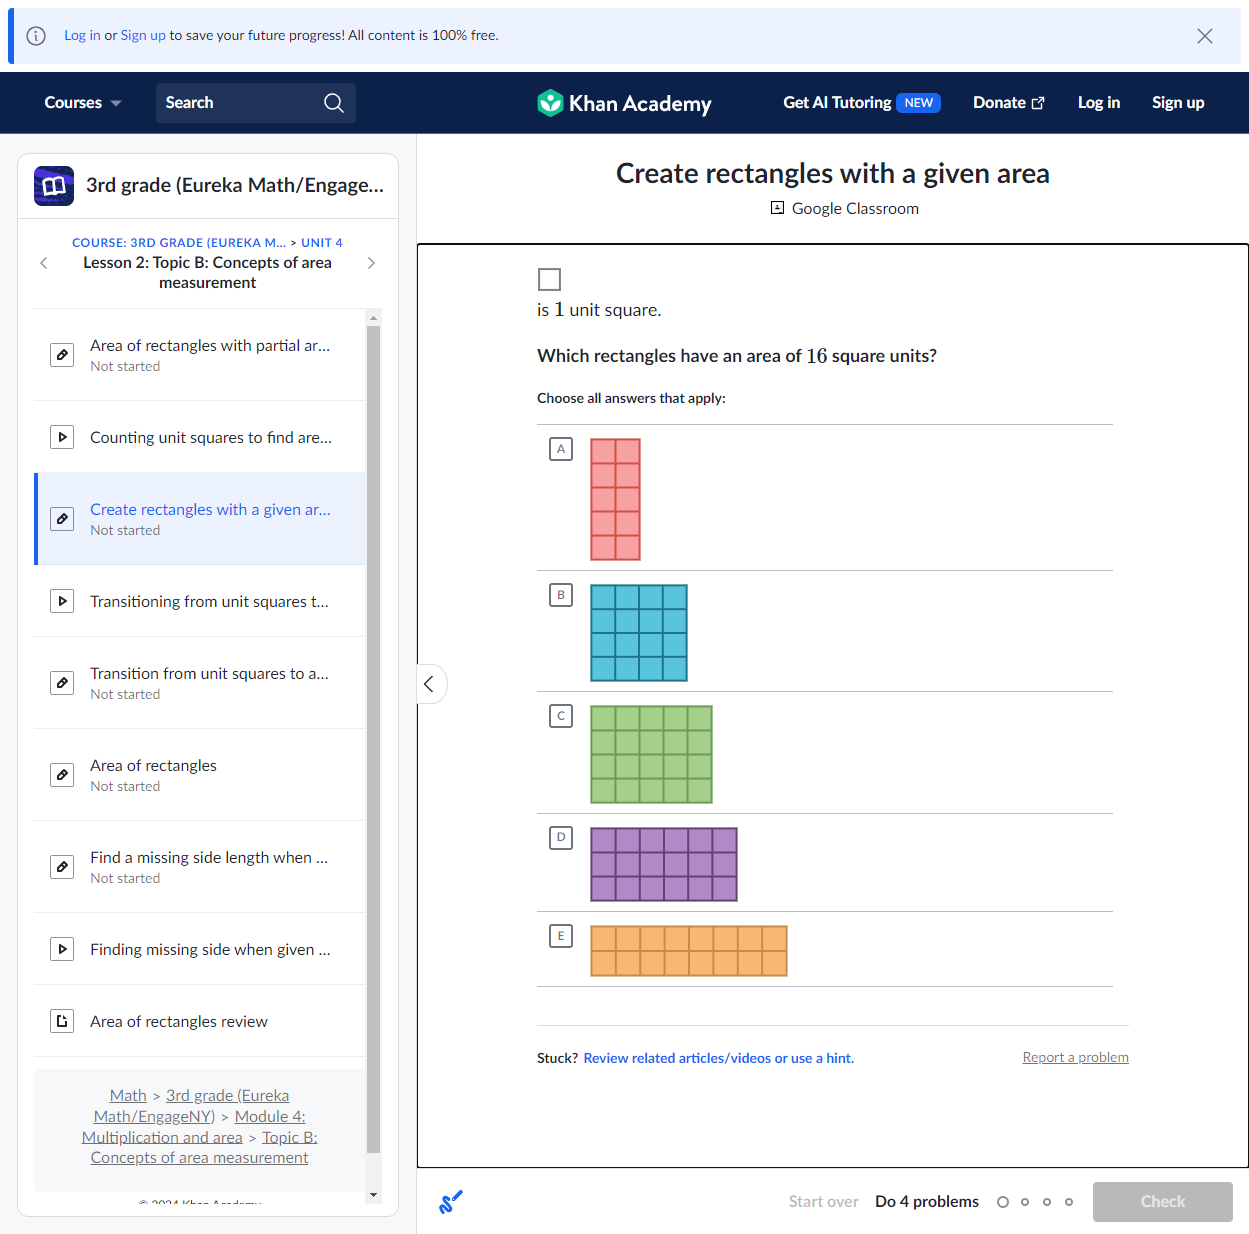 Log in or Sign up to save your future progress! All content is 100% free.
Courses
Search
Khan Academy
Get AI Tutoring NEW
Donate
Log in
Sign up
3rd grade (Eureka Math/Engage...
COURSE: 3RD GRADE (EUREKA M... > UNIT 4
Lesson 2: Topic B: Concepts of area
measurement
Area of rectangles with partial ar...
Not started
Counting unit squares to find are...
Create rectangles with a given ar...
Not started
Transitioning from unit squares t...
Transition from unit squares to a...
Not started
Area of rectangles
Not started
Find a missing side length when ...
Not started
Finding missing side when given ...
Area of rectangles review
Math > 3rd grade (Eureka
Math/EngageNY) > Module 4:
Multiplication and area > Topic B:
Concepts of area measurement
© 2024 Khan Academy
Create rectangles with a given area
Google Classroom
is 1 unit square.
Which rectangles have an area of 16 square units?
Choose all answers that apply:
A
B
C
D
E
Stuck? Review related articles/videos or use a hint.
Report a problem
Start over
Do 4 problems
Check